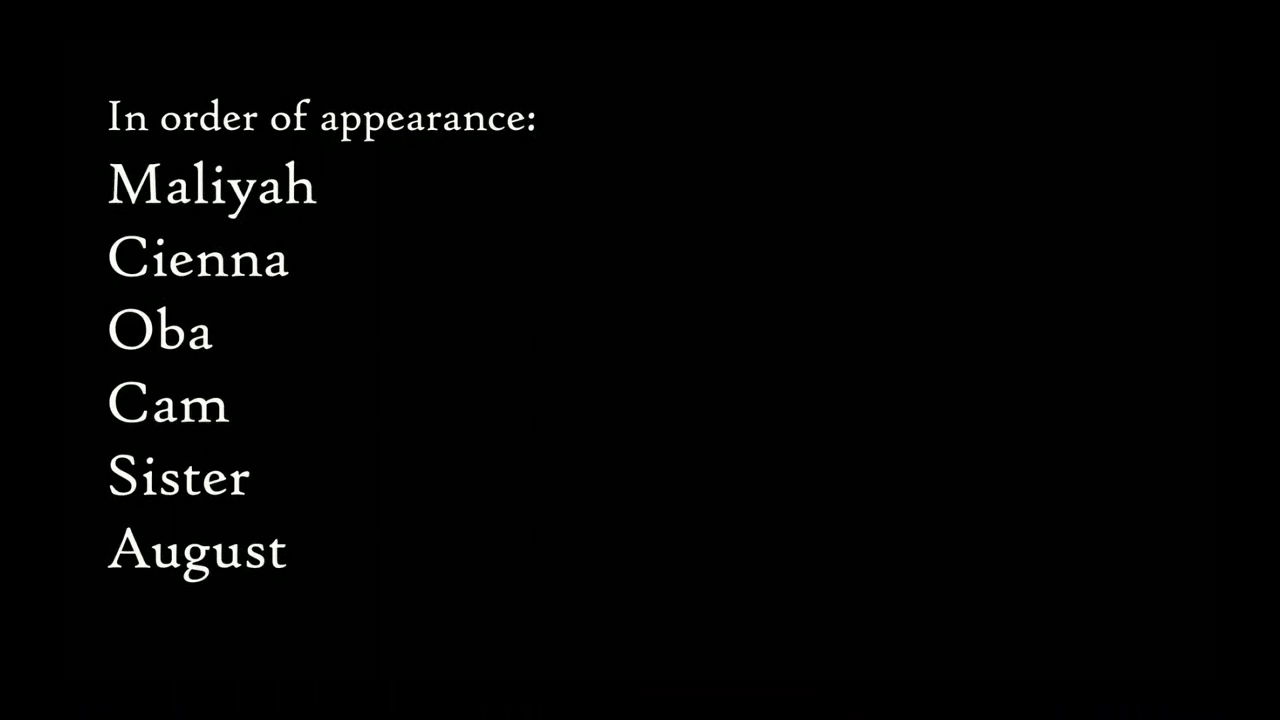 In order of appearance:
Maliyah
Cienna
Oba
Cam
Sister
August